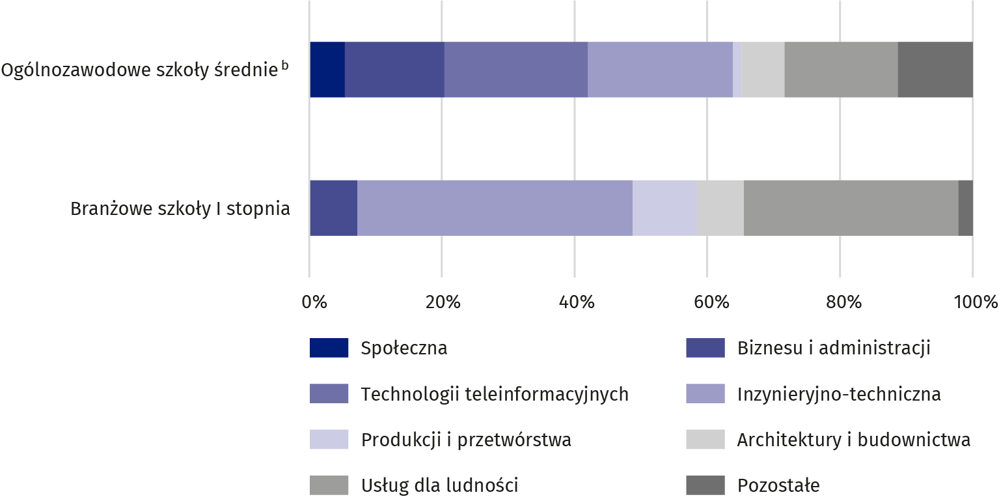 Ogólnozawodowe szkoły średnie b
Branżowe szkoły I stopnia
0% 20% 40% 60% 80% 100%
Społeczna Biznesu i administracji
Technologii teleinformacyjnych Inzynieryjno-techniczna
Produkcji i przetwórstwa Architektury i budownictwa
Usług dla ludności Pozostałe